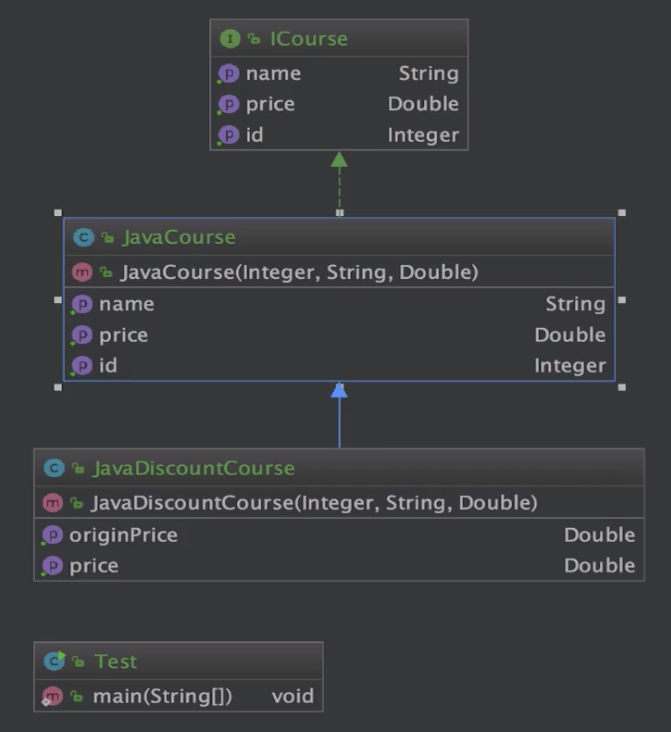 I ICourse
p name String
p price Double
p id Integer
C JavaCourse
m JavaCourse(Integer, String, Double)
p name String
p price Double
p id Integer
C JavaDiscountCourse
m JavaDiscountCourse(Integer, String, Double)
p originPrice Double
p price Double
C Test
m main(String[]) void